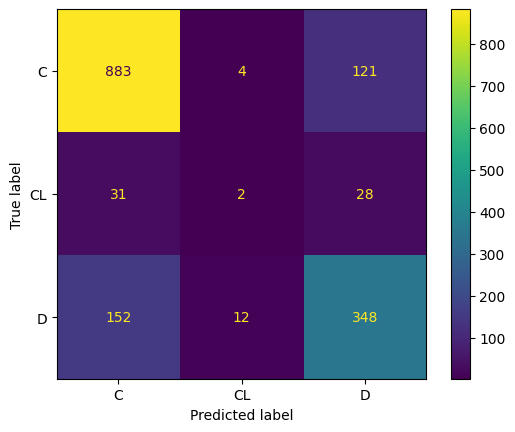 C 883 4 121
CL 31 2 28
D 152 12 348
C CL D
Predicted label
True label
800
700
600
500
400
300
200
100